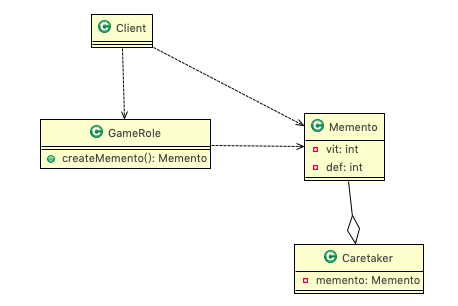 C Client
C GameRole
createMemento(): Memento
C Memento
vit: int
def: int
C Caretaker
memento: Memento